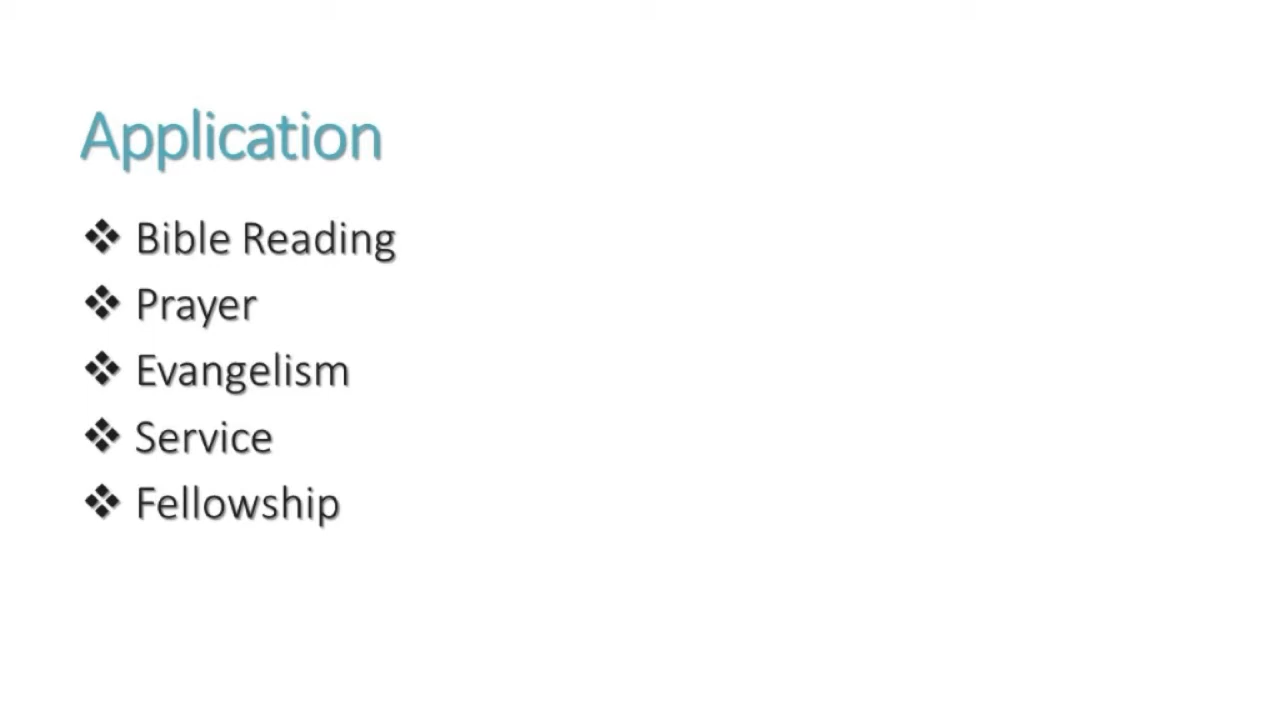 Application
❖ Bible Reading
❖ Prayer
❖ Evangelism
❖ Service
❖ Fellowship